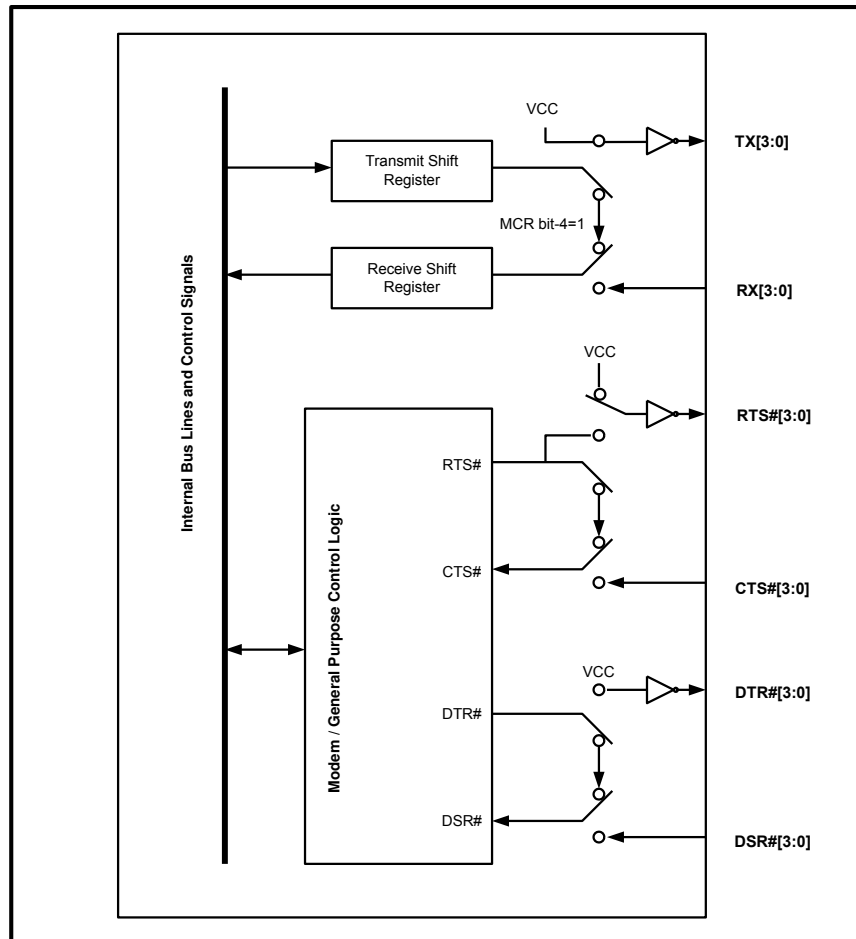 VCC
TX[3:0]
Transmit Shift
Register
MCR bit-4=1
Receive Shift
Register
RX[3:0]
Internal Bus Lines and Control Signals
VCC
RTS#[3:0]
RTS#
Modem / General Purpose Control Logic
CTS#
CTS#[3:0]
VCC
DTR#[3:0]
DTR#
DSR#
DSR#[3:0]